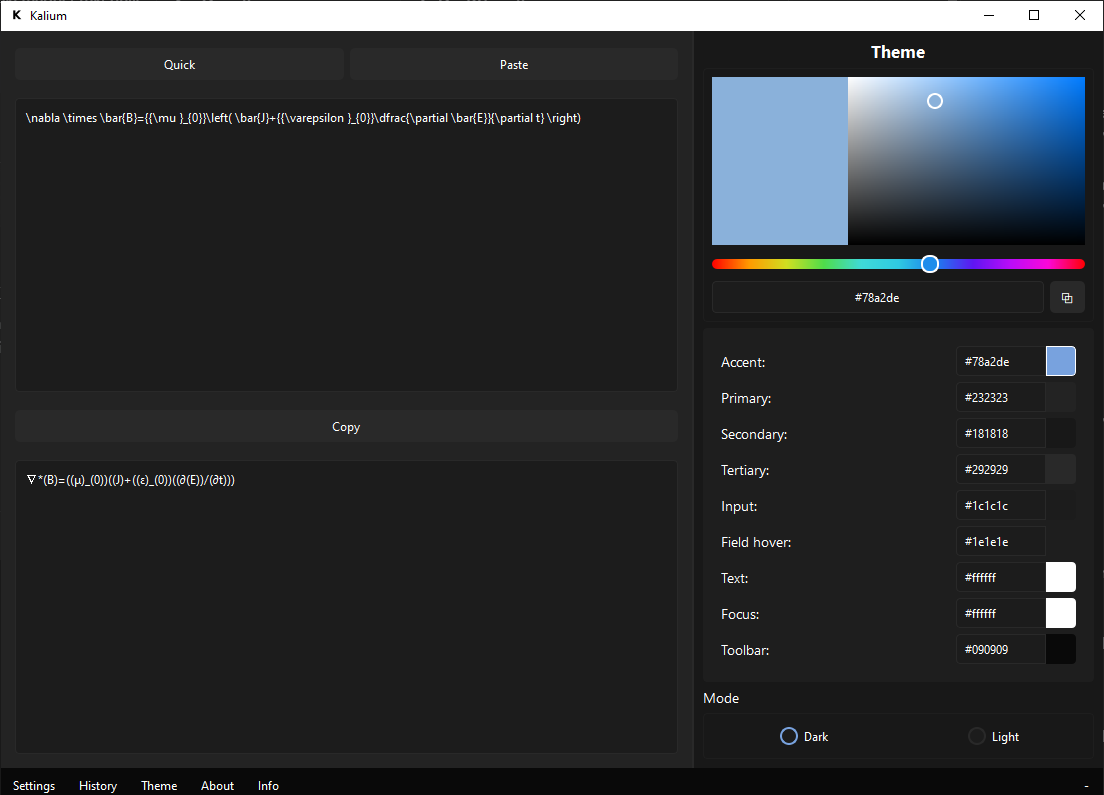 K Kalium
Quick Paste
\nabla \times \bar{B}={{\mu }_{0}}\left( \bar{J}+{{\varepsilon }_{0}}\dfrac{\partial \bar{E}}{\partial t} \right)
Copy
∇*(B)=((μ)_(0))((J)+((ε)_(0))((∂(E))/(∂t)))
Settings History Theme About Info -
Theme
#78a2de
Accent: #78a2de
Primary: #232323
Secondary: #181818
Tertiary: #292929
Input: #1c1c1c
Field hover: #1e1e1e
Text: #ffffff
Focus: #ffffff
Toolbar: #090909
Mode
Dark Light